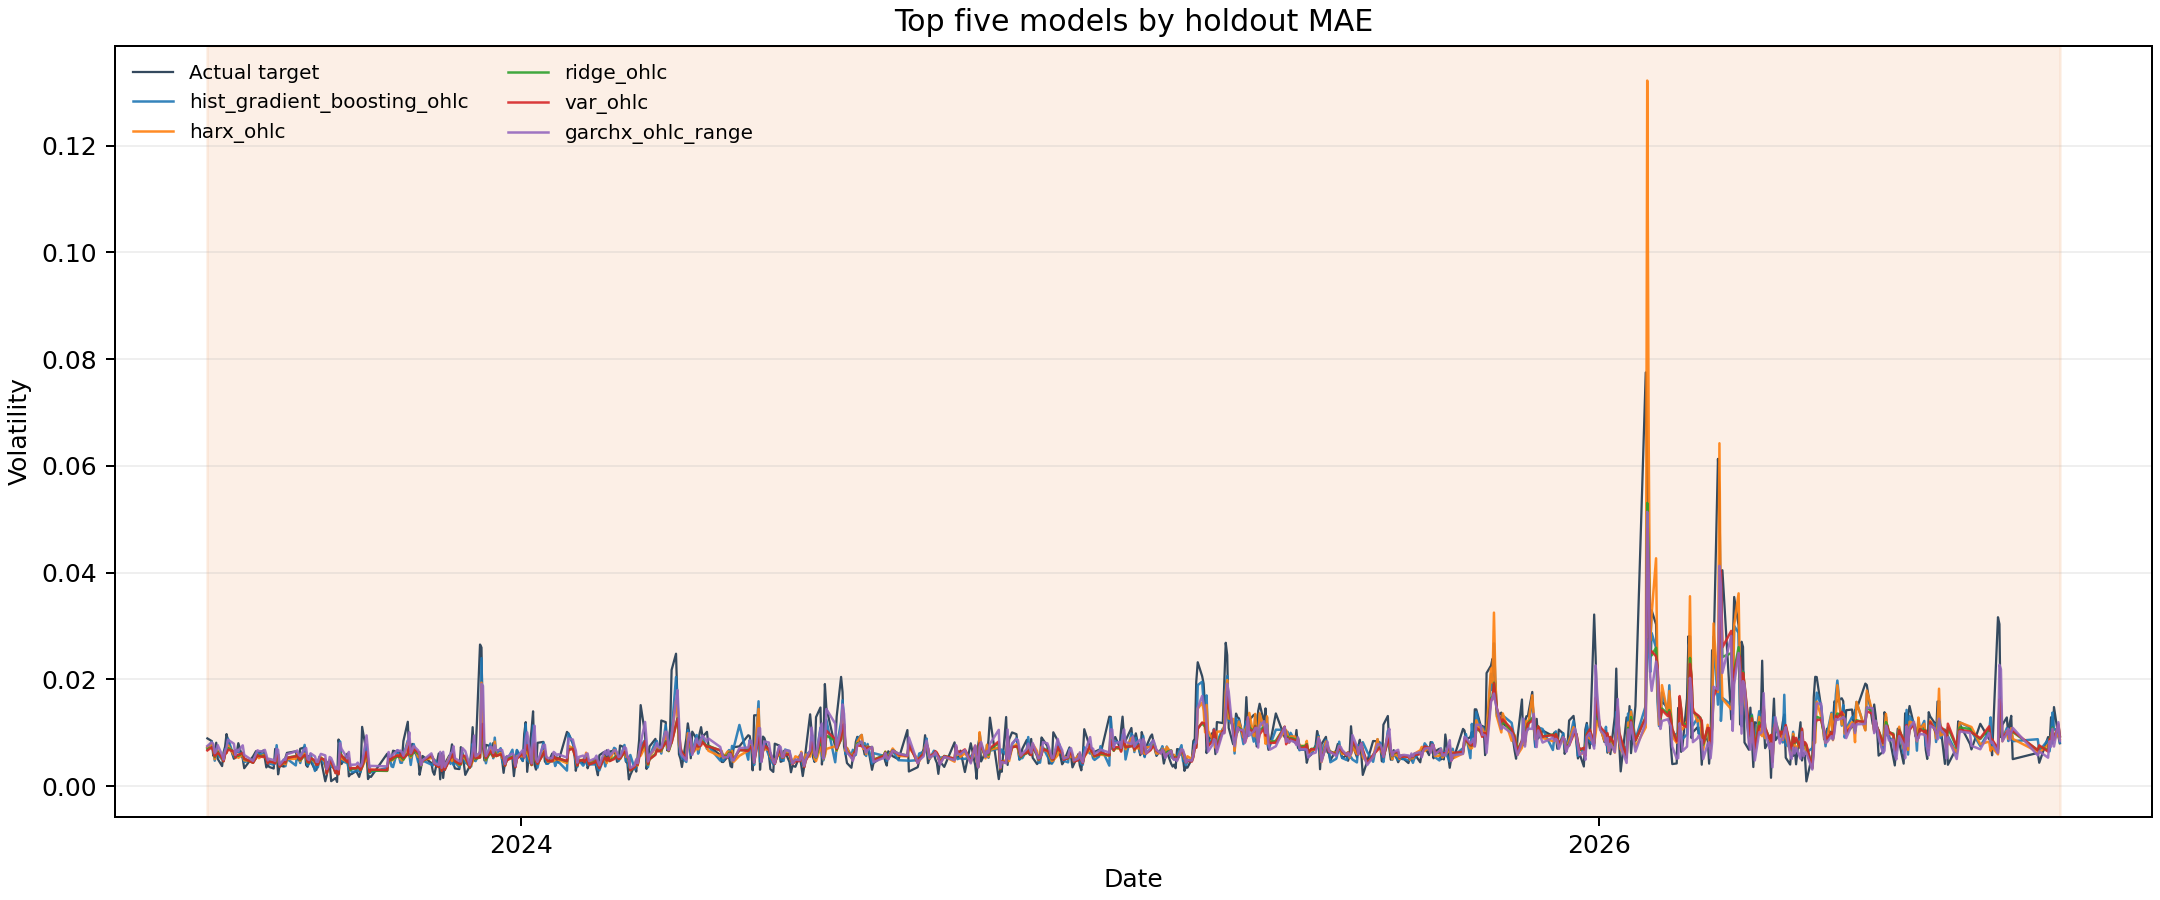 Top five models by holdout MAE
Actual target
hist_gradient_boosting_ohlc
harx_ohlc
ridge_ohlc
var_ohlc
garchx_ohlc_range
Volatility
0.12
0.10
0.08
0.06
0.04
0.02
0.00
2024
2026
Date